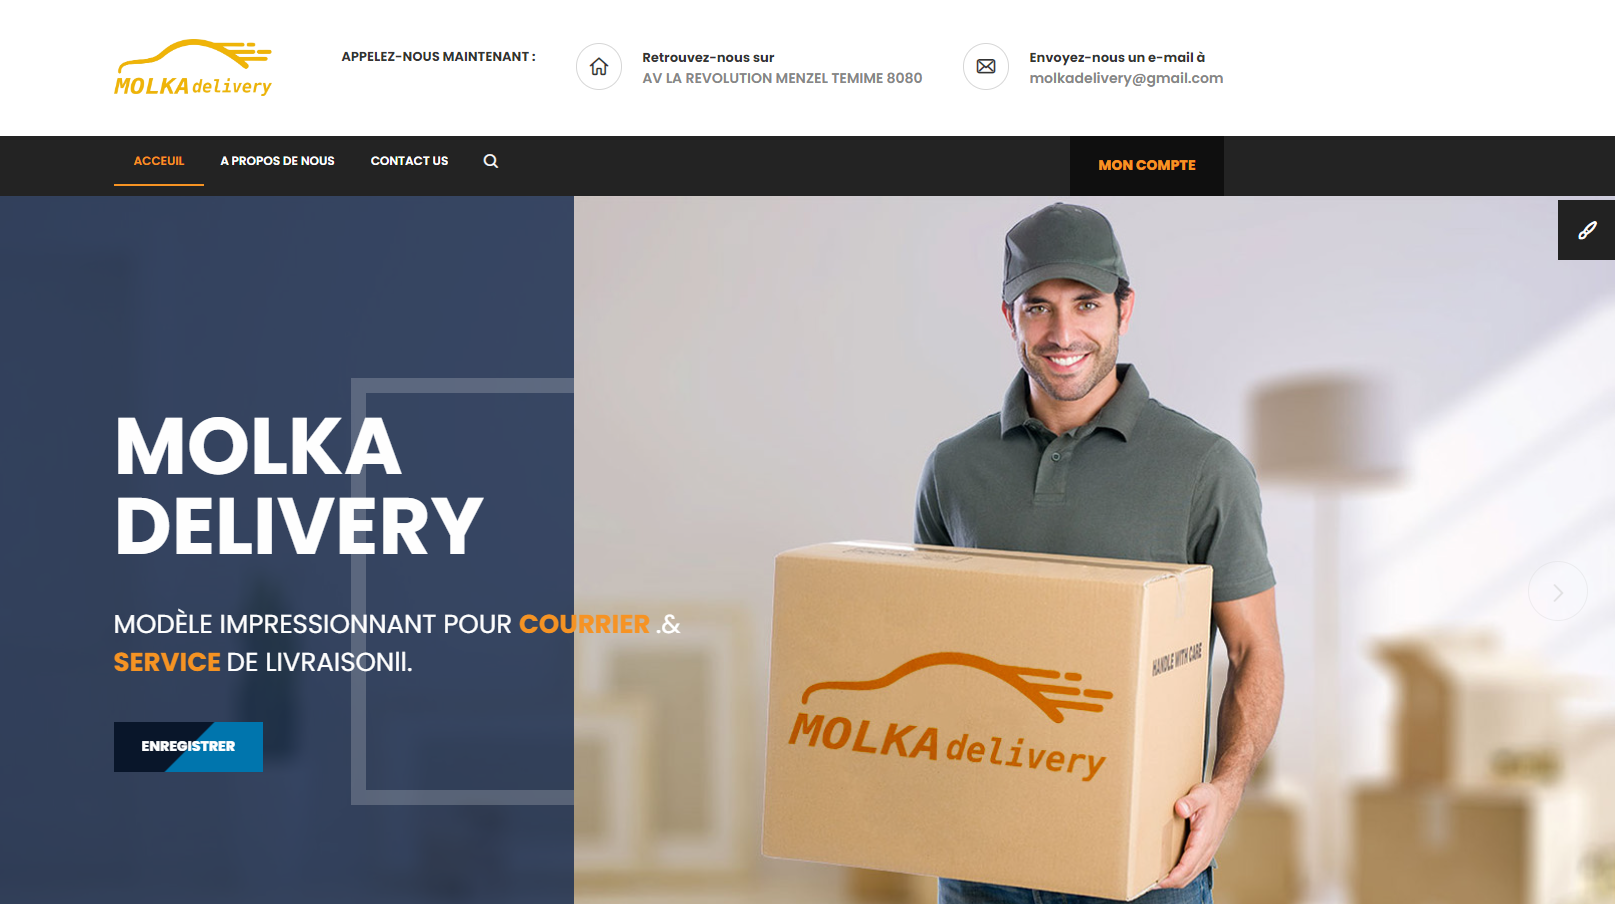 MOLKA delivery
APPELEZ-NOUS MAINTENANT :
Retrouvez-nous sur
AV LA REVOLUTION MENZEL TEMIME 8080
Envoyez-nous un e-mail à
molkadelivery@gmail.com
ACCEUIL
A PROPOS DE NOUS
CONTACT US
MON COMPTE
MOLKA
DELIVERY
MODÈLE IMPRESSIONNANT POUR COURRIER .&
SERVICE DE LIVRAISONll.
ENREGISTRER
HANDLE WITH CARE
MOLKA delivery